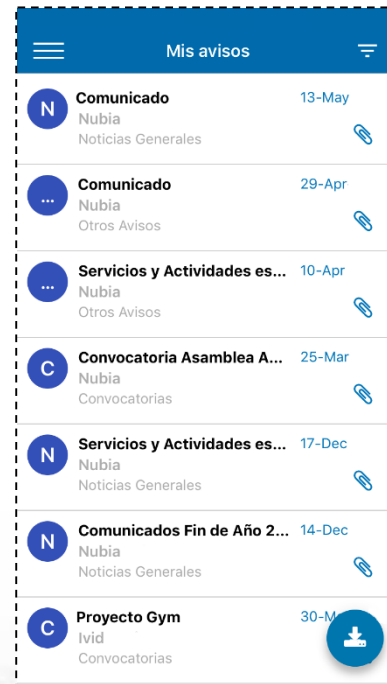 Mis avisos
N
Comunicado
13-May
Nubia
Noticias Generales
...
Comunicado
29-Apr
Nubia
Otros Avisos
...
Servicios y Actividades es...
10-Apr
Nubia
Otros Avisos
C
Convocatoria Asamblea A...
25-Mar
Nubia
Convocatorias
N
Servicios y Actividades es...
17-Dec
Nubia
Noticias Generales
N
Comunicados Fin de Año 2...
14-Dec
Nubia
Noticias Generales
C
Proyecto Gym
Ivid
Convocatorias